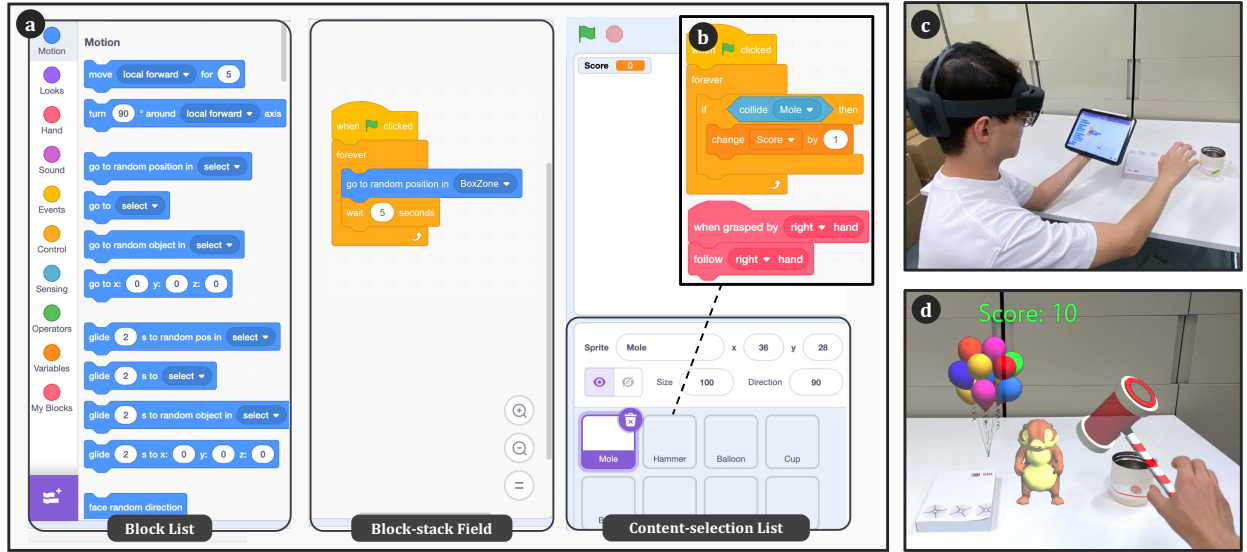 a
Motion
Looks
Hand
Sound
Events
Control
Sensing
Operators
Variables
My Blocks
Motion
move local forward for 5
turn 90 ° around local forward axis
go to random position in select
go to select
go to random object in select
go to x: 0 y: 0 z: 0
glide 2 s to random pos in select
glide 2 s to select
glide 2 s to random object in select
glide 2 s to x: 0 y: 0 z: 0
face random direction
Block List
when clicked
forever
go to random position in BoxZone
wait 5 seconds
Block-stack Field
Score 0
b
when clicked
forever
if collide Mole then
change Score by 1
when grasped by right hand
follow right hand
Sprite Mole x 36 y 28
Size 100 Direction 90
Mole Hammer Balloon Cup
Content-selection List
c
d
Score: 10